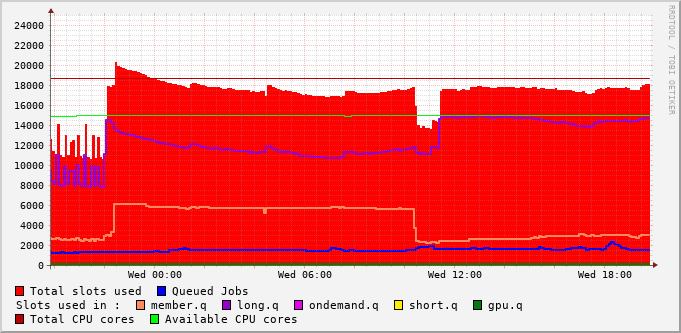 24000
22000
20000
18000
16000
14000
12000
10000
8000
6000
4000
2000
0
Wed 00:00 Wed 06:00 Wed 12:00 Wed 18:00
RRDTOOL / TOBI OETIKER
Total slots used Queued Jobs
Slots used in : member.q long.q ondemand.q short.q gpu.q
Total CPU cores Available CPU cores